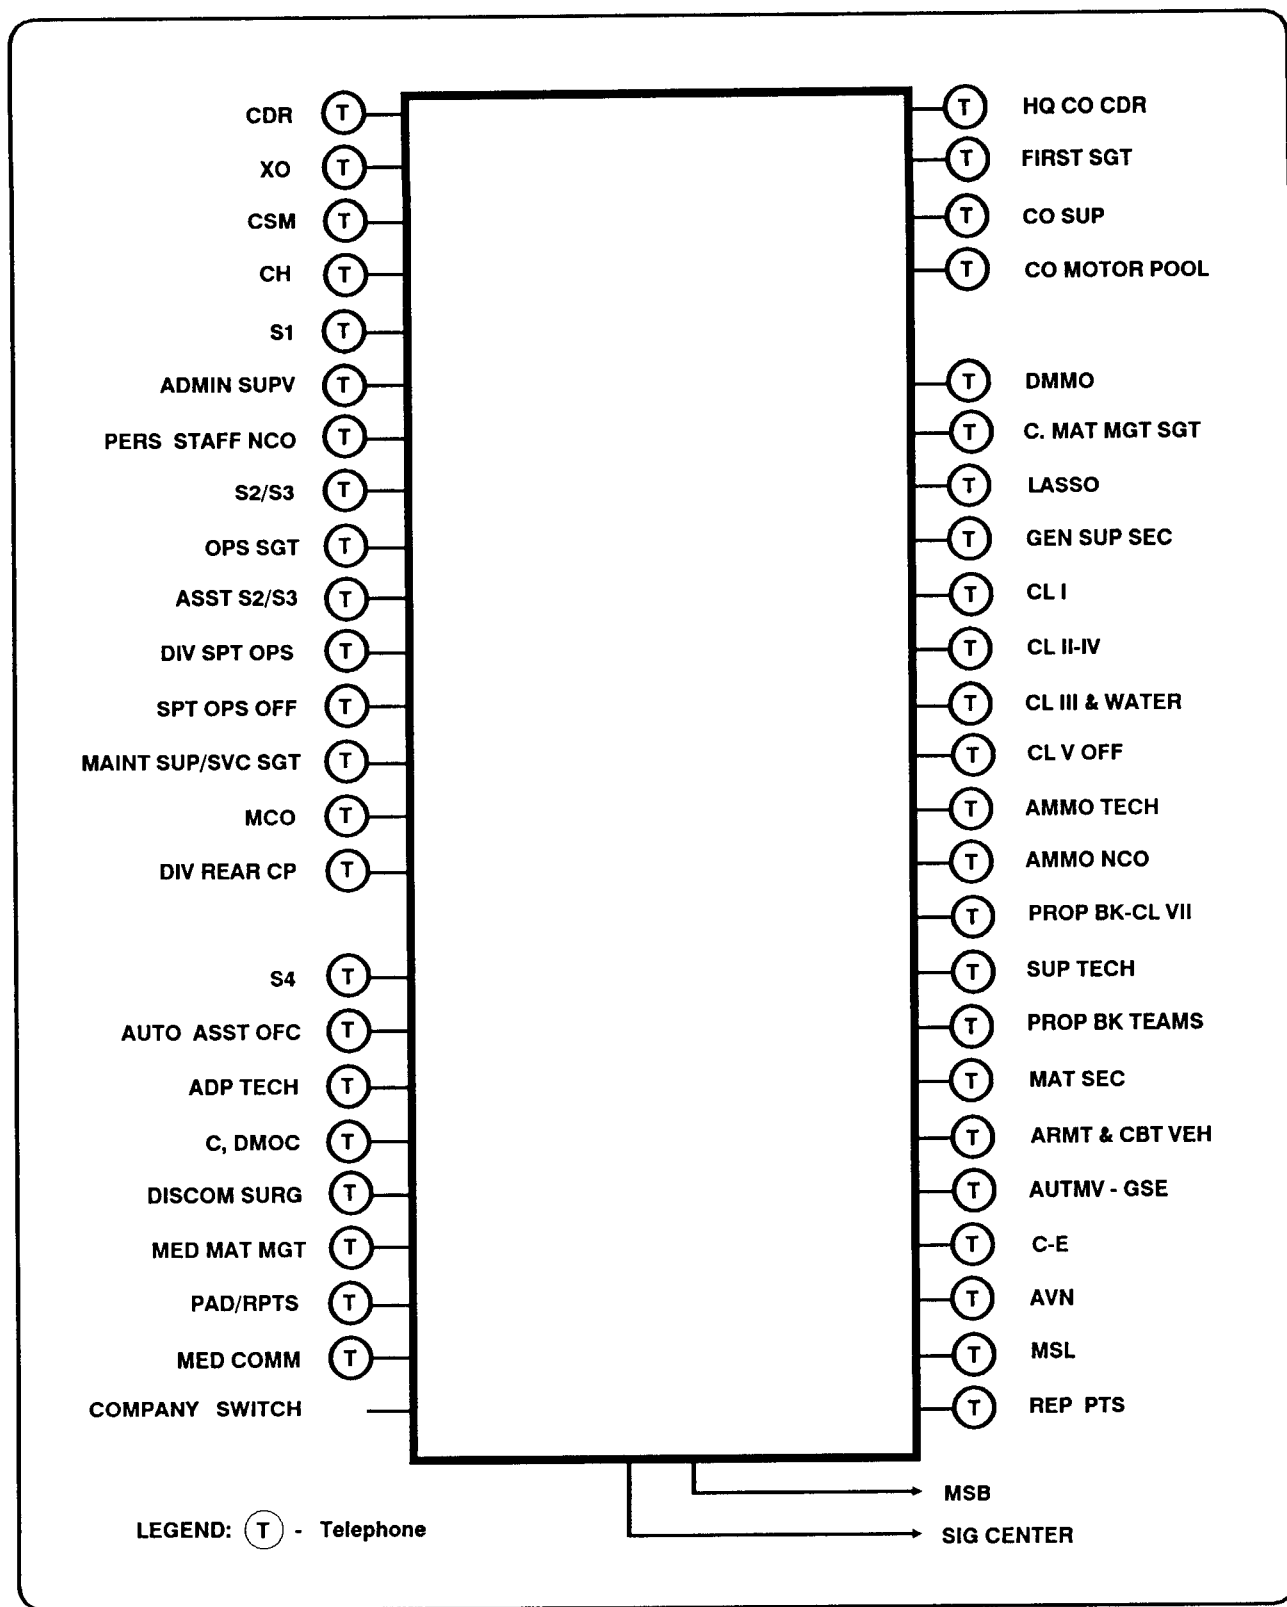 CDR T
XO T
CSM T
CH T
S1 T
ADMIN SUPV T
PERS STAFF NCO T
S2/S3 T
OPS SGT T
ASST S2/S3 T
DIV SPT OPS T
SPT OPS OFF T
MAINT SUP/SVC SGT T
MCO T
DIV REAR CP T
S4 T
AUTO ASST OFC T
ADP TECH T
C, DMOC T
DISCOM SURG T
MED MAT MGT T
PAD/RPTS T
MED COMM T
COMPANY SWITCH
T HQ CO CDR
T FIRST SGT
T CO SUP
T CO MOTOR POOL
T DMMO
T C. MAT MGT SGT
T LASSO
T GEN SUP SEC
T CL I
T CL II-IV
T CL III & WATER
T CL V OFF
T AMMO TECH
T AMMO NCO
T PROP BK-CL VII
T SUP TECH
T PROP BK TEAMS
T MAT SEC
T ARMT & CBT VEH
T AUTMV - GSE
T C-E
T AVN
T MSL
T REP PTS
MSB
SIG CENTER
LEGEND: T - Telephone